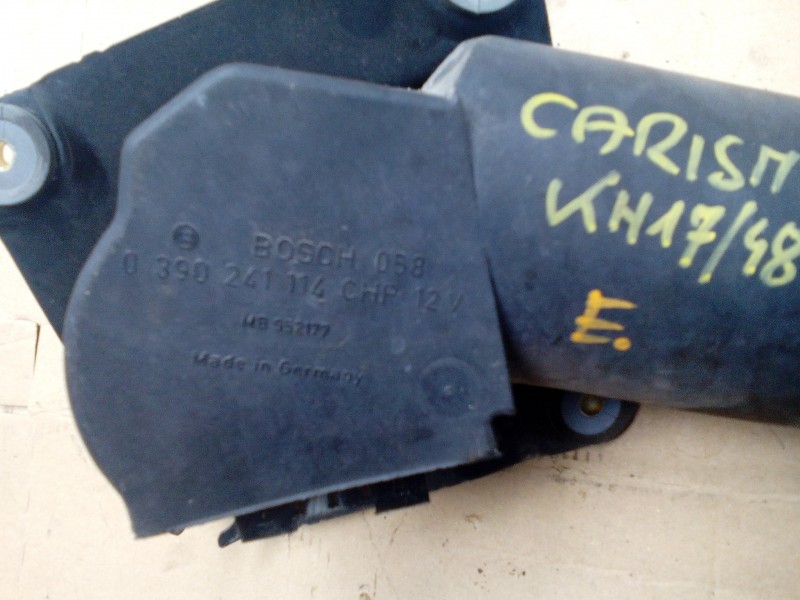 BOSCH 058
0 390 241 114 CHP 12 V
MB 952177
Made in Germany
CARISM
KH17/48
E.